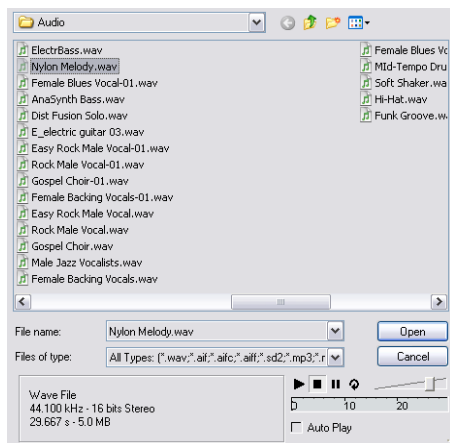 Audio
ElectrBass.wav
Nylon Melody.wav
Female Blues Vocal-01.wav
AnaSynth Bass.wav
Dist Fusion Solo.wav
E_electric guitar 03.wav
Easy Rock Male Vocal-01.wav
Rock Male Vocal-01.wav
Gospel Choir-01.wav
Female Backing Vocals-01.wav
Easy Rock Male Vocal.wav
Rock Male Vocal.wav
Gospel Choir.wav
Male Jazz Vocalists.wav
Female Backing Vocals.wav
Female Blues Vo
MId-Tempo Dru
Soft Shaker.wa
Hi-Hat.wav
Funk Groove.w
File name:
Nylon Melody.wav
Open
Files of type:
All Types: (*.wav;*.aif;*.aifc;*.aiff;*.sd2;*.mp3;*.r
Cancel
Wave File
44.100 kHz - 16 bits Stereo
29.667 s - 5.0 MB
0 10 20
Auto Play